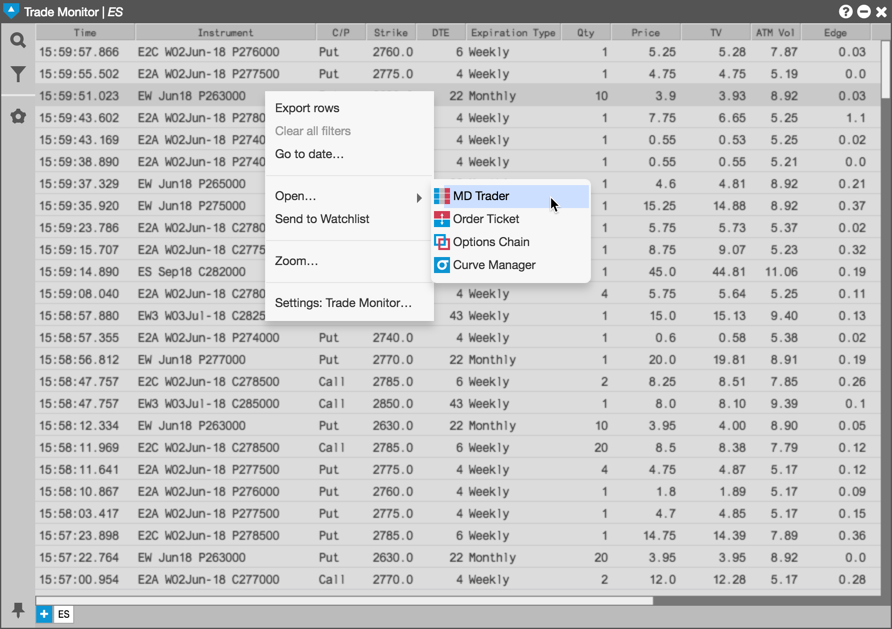 Trade Monitor | ES
Time Instrument C/P Strike DTE Expiration Type Qty Price TV ATM Vol Edge
15:59:57.866 E2C W02Jun-18 P276000 Put 2760.0 6 Weekly 1 5.25 5.28 7.87 0.03
15:59:55.502 E2A W02Jun-18 P277500 Put 2775.0 4 Weekly 1 4.75 4.75 5.19 0.0
15:59:51.023 EW Jun18 P263000 22 Monthly 10 3.9 3.93 8.92 0.03
15:59:43.602 E2A W02Jun-18 P2780 4 Weekly 1 7.75 6.65 5.25 1.1
15:59:43.169 E2A W02Jun-18 P2740 4 Weekly 1 0.55 0.53 5.25 0.02
15:59:38.890 E2A W02Jun-18 P2740 4 Weekly 1 0.55 0.55 5.21 0.0
15:59:37.329 EW Jun18 P265000 1 4.6 4.81 8.92 0.21
15:59:35.920 EW Jun18 P275000 1 15.25 14.88 8.92 0.37
15:59:23.786 E2A W02Jun-18 C2780 1 5.75 5.73 5.37 0.02
15:59:15.707 E2A W02Jun-18 C2775 1 8.75 9.07 5.23 0.32
15:59:14.890 ES Sep18 C282000 1 45.0 44.81 11.06 0.19
15:59:08.040 E2A W02Jun-18 C2780 4 Weekly 4 5.75 5.64 5.25 0.11
15:58:57.880 EW3 W03Jul-18 C2825 43 Weekly 1 15.0 15.13 9.40 0.13
15:58:57.355 E2A W02Jun-18 P274000 Put 2740.0 4 Weekly 1 0.6 0.58 5.38 0.02
15:58:56.812 EW Jun18 P277000 Put 2770.0 22 Monthly 1 20.0 19.81 8.91 0.19
15:58:47.757 E2C W02Jun-18 C278500 Call 2785.0 6 Weekly 2 8.25 8.51 7.85 0.26
15:58:47.757 EW3 W03Jul-18 C285000 Call 2850.0 43 Weekly 1 8.0 8.10 9.39 0.1
15:58:12.334 EW Jun18 P263000 Put 2630.0 22 Monthly 10 3.95 4.00 8.90 0.05
15:58:11.969 E2C W02Jun-18 C278500 Call 2785.0 6 Weekly 20 8.5 8.38 7.79 0.12
15:58:11.641 E2A W02Jun-18 P277500 Put 2775.0 4 Weekly 4 4.75 4.87 5.17 0.12
15:58:10.867 E2A W02Jun-18 P276000 Put 2760.0 4 Weekly 1 1.8 1.89 5.17 0.09
15:58:03.417 E2A W02Jun-18 P277500 Put 2775.0 4 Weekly 1 4.7 4.85 5.17 0.15
15:57:23.898 E2C W02Jun-18 P278500 Put 2785.0 6 Weekly 1 14.75 14.39 7.89 0.36
15:57:22.764 EW Jun18 P263000 Put 2630.0 22 Monthly 20 3.95 3.95 8.92 0.0
15:57:00.954 E2A W02Jun-18 C277000 Call 2770.0 4 Weekly 2 12.0 12.28 5.17 0.28
Export rows
Clear all filters
Go to date...
Open...
Send to Watchlist
Zoom...
Settings: Trade Monitor...
MD Trader
Order Ticket
Options Chain
Curve Manager
+ ES